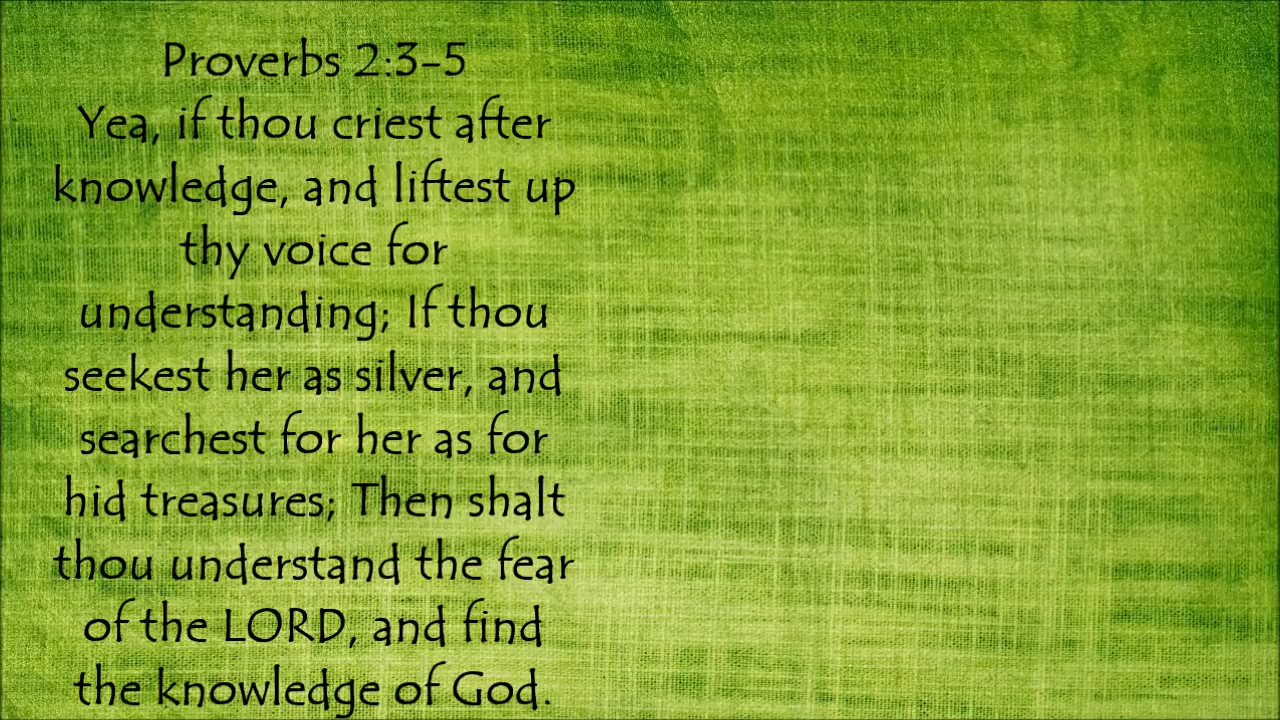 Proverbs 2:3-5
Yea, if thou criest after
knowledge, and liftest up
thy voice for
understanding; If thou
seekest her as silver, and
searchest for her as for
hid treasures; Then shalt
thou understand the fear
of the LORD, and find
the knowledge of God.